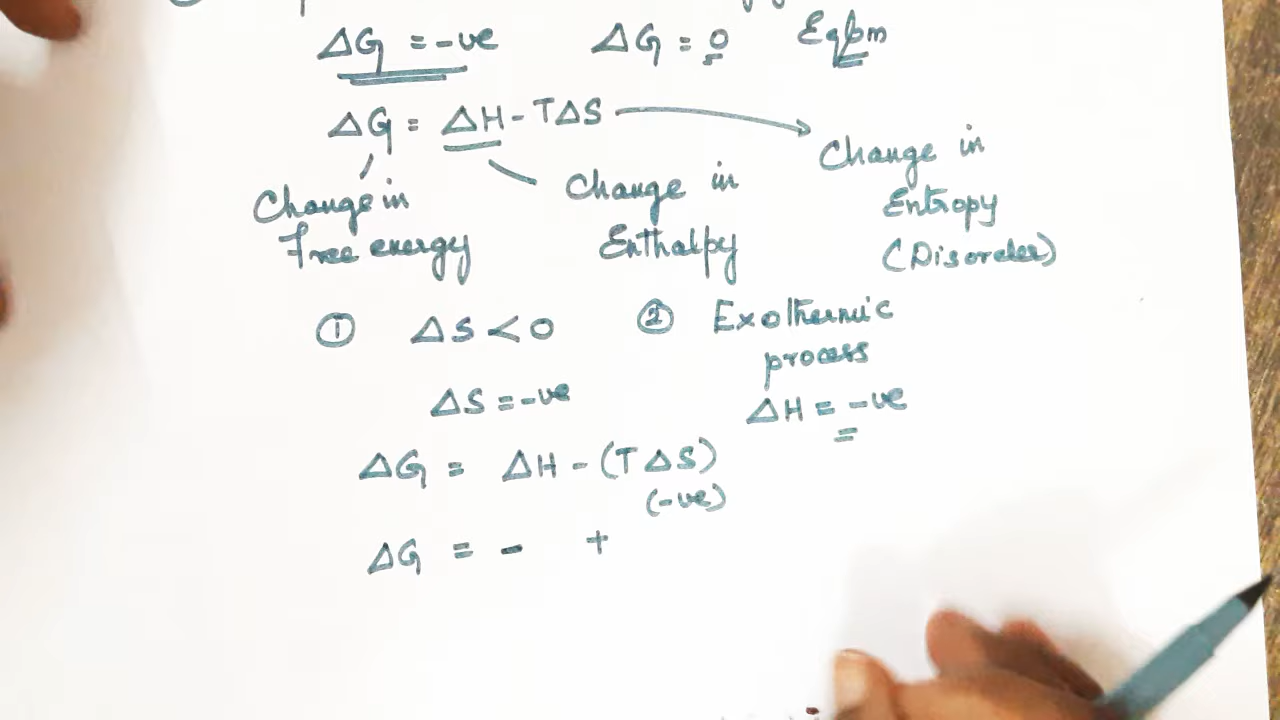 ΔG = -ve ΔG = 0 Eqbm
ΔG = ΔH - TΔS
Change in
Free energy
Change in
Enthalpy
Change in
Entropy
(Disorder)
① ΔS < 0
ΔS = -ve
② Exothermic
process
ΔH = -ve
ΔG = ΔH - (TΔS)
(-ve)
ΔG = - +